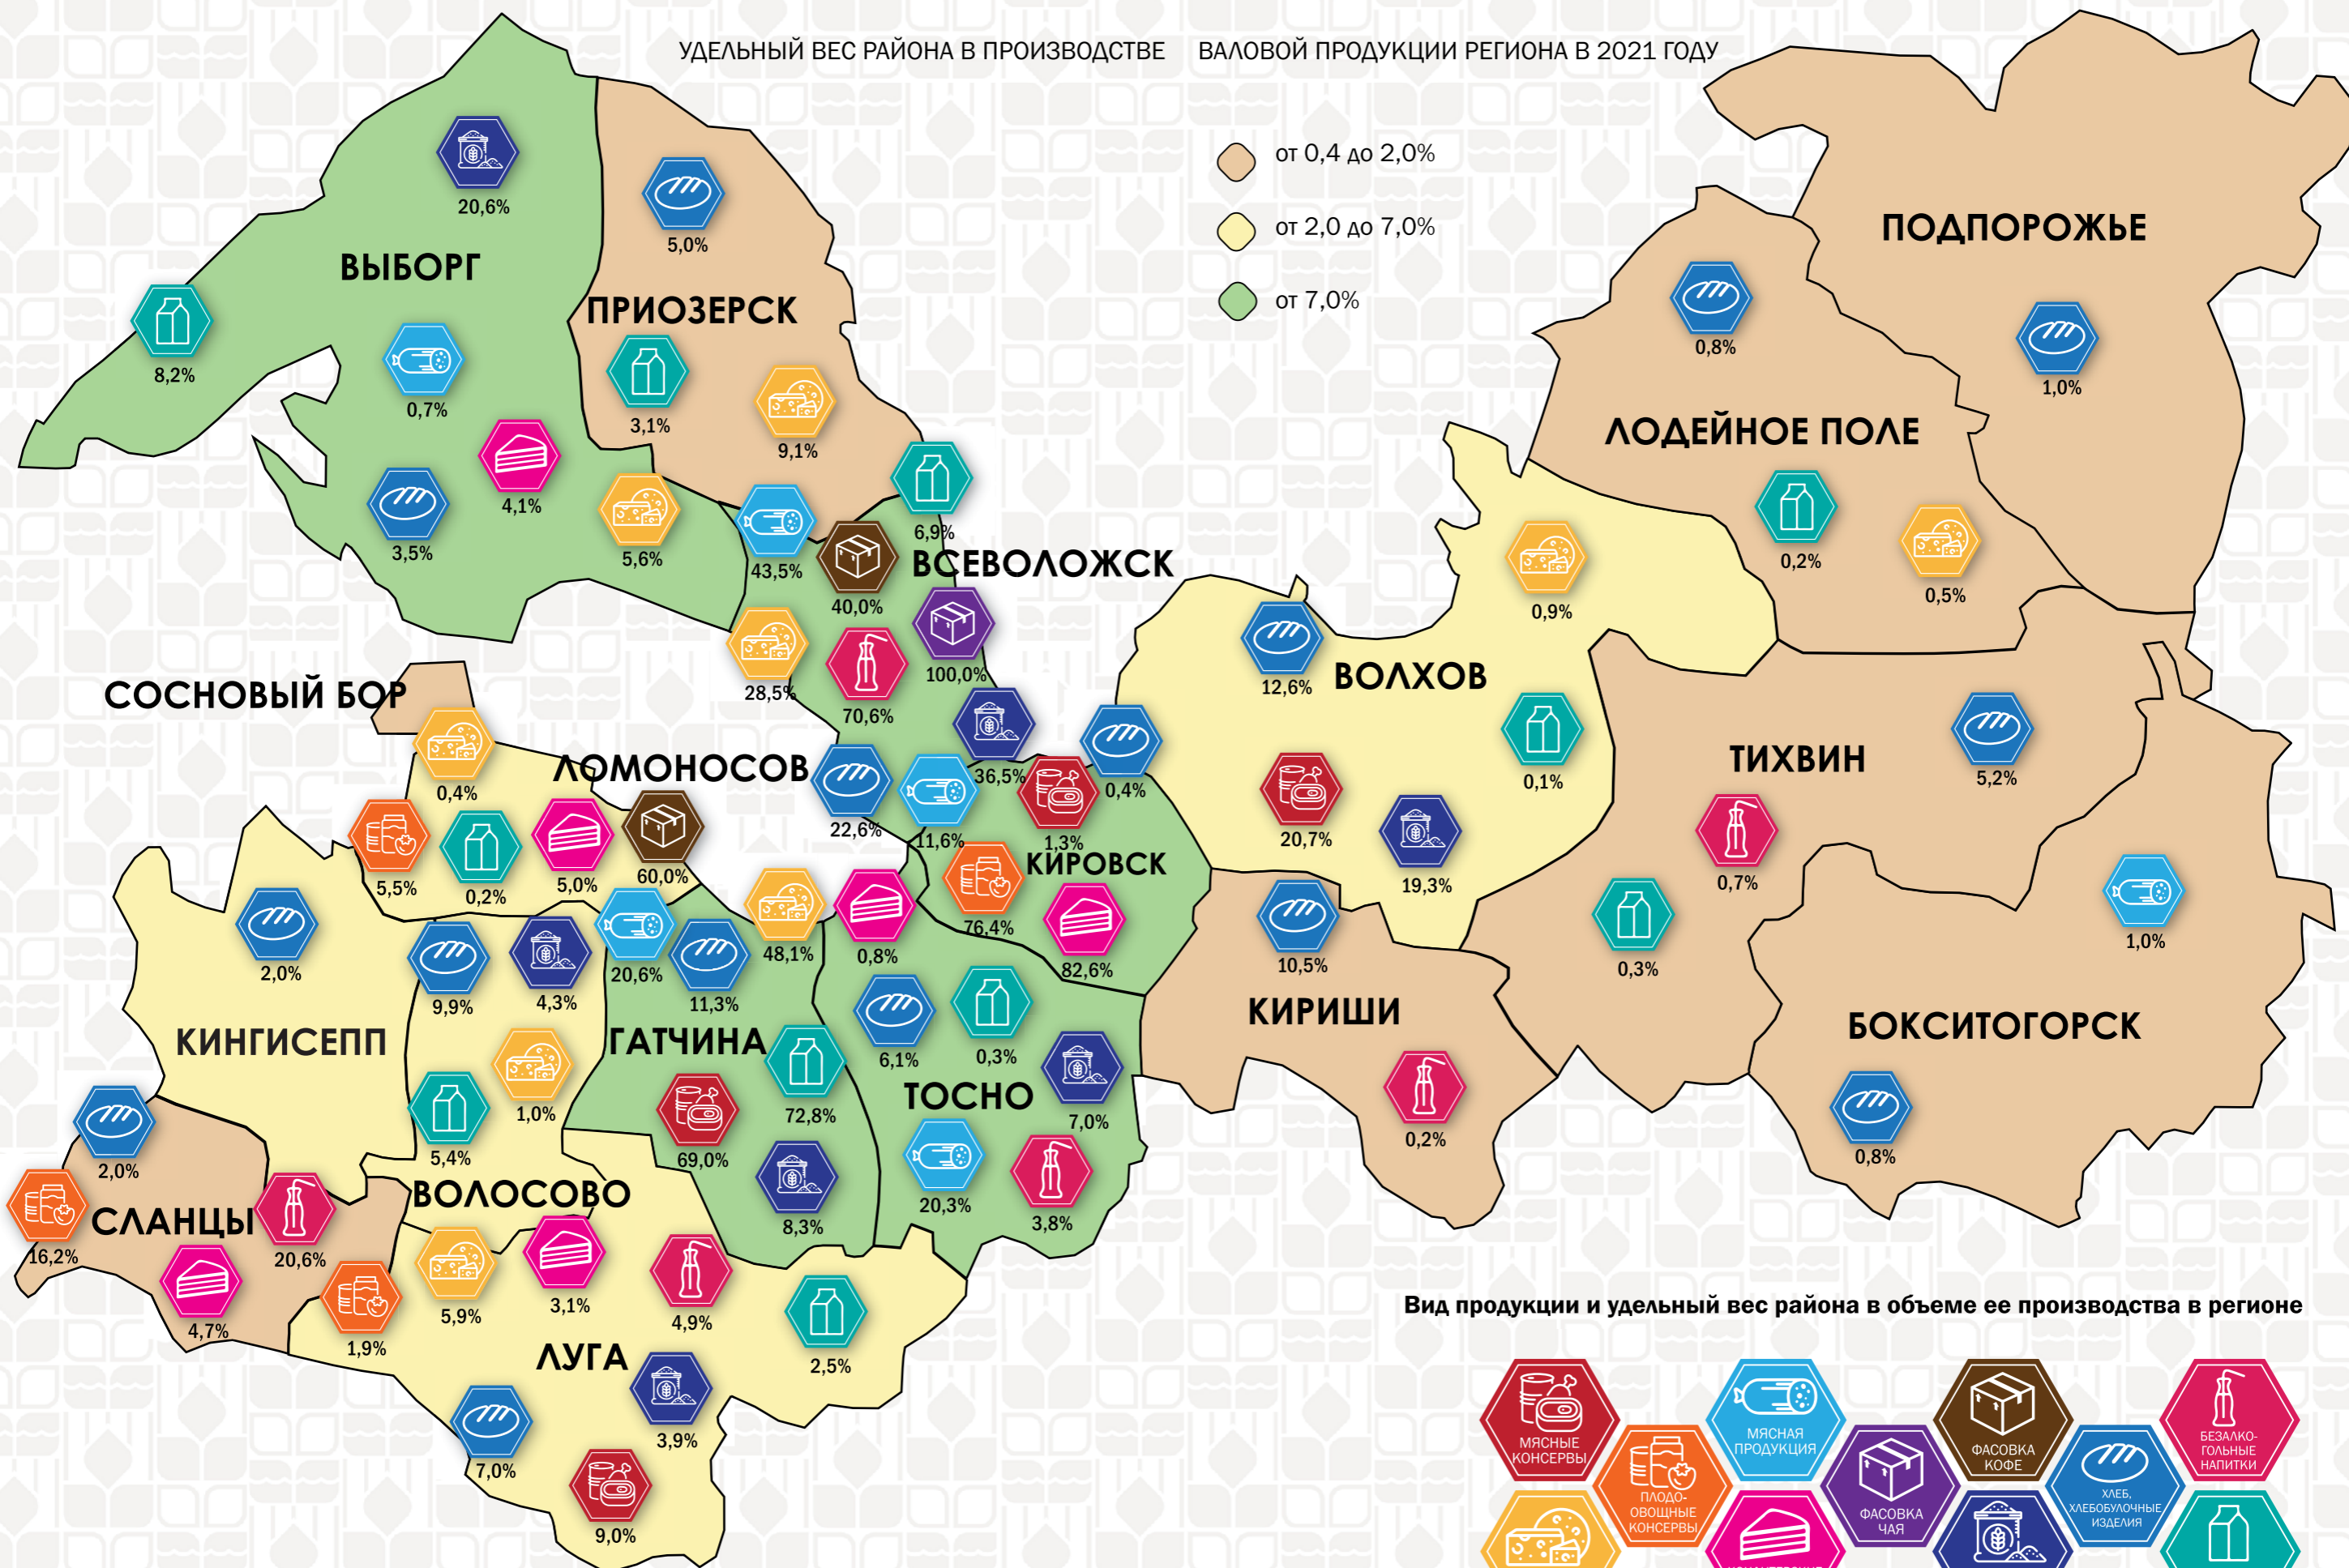 УДЕЛЬНЫЙ ВЕС РАЙОНА В ПРОИЗВОДСТВЕ ВАЛОВОЙ ПРОДУКЦИИ РЕГИОНА В 2021 ГОДУ
от 0,4 до 2,0%
от 2,0 до 7,0%
от 7,0%
ВЫБОРГ
20,6%
8,2%
0,7%
4,1%
3,5%
5,6%
ПРИОЗЕРСК
5,0%
3,1%
9,1%
ВСЕВОЛОЖСК
6,9%
43,5%
40,0%
100,0%
28,5%
70,6%
36,5%
22,6%
11,6%
ПОДПОРОЖЬЕ
1,0%
ЛОДЕЙНОЕ ПОЛЕ
0,8%
0,2%
0,5%
ВОЛХОВ
0,9%
12,6%
0,1%
20,7%
19,3%
ТИХВИН
5,2%
0,7%
0,3%
БОКСИТОГОРСК
1,0%
0,8%
КИРИШИ
10,5%
0,2%
КИРОВСК
0,4%
1,3%
76,4%
82,6%
0,8%
СОСНОВЫЙ БОР
0,4%
ЛОМОНОСОВ
5,5%
0,2%
5,0%
60,0%
КИНГИСЕПП
2,0%
ВОЛОСОВО
9,9%
4,3%
1,0%
5,4%
ГАТЧИНА
20,6%
11,3%
48,1%
72,8%
69,0%
8,3%
ТОСНО
6,1%
0,3%
7,0%
20,3%
3,8%
СЛАНЦЫ
2,0%
16,2%
20,6%
4,7%
ЛУГА
1,9%
5,9%
3,1%
4,9%
2,5%
3,9%
7,0%
9,0%
Вид продукции и удельный вес района в объеме ее производства в регионе
МЯСНЫЕ
КОНСЕРВЫ
ПЛОДО-
ОВОЩНЫЕ
КОНСЕРВЫ
МЯСНАЯ
ПРОДУКЦИЯ
ФАСОВКА
ЧАЯ
ФАСОВКА
КОФЕ
ХЛЕБ,
ХЛЕБОБУЛОЧНЫЕ
ИЗДЕЛИЯ
БЕЗАЛКО-
ГОЛЬНЫЕ
НАПИТКИ